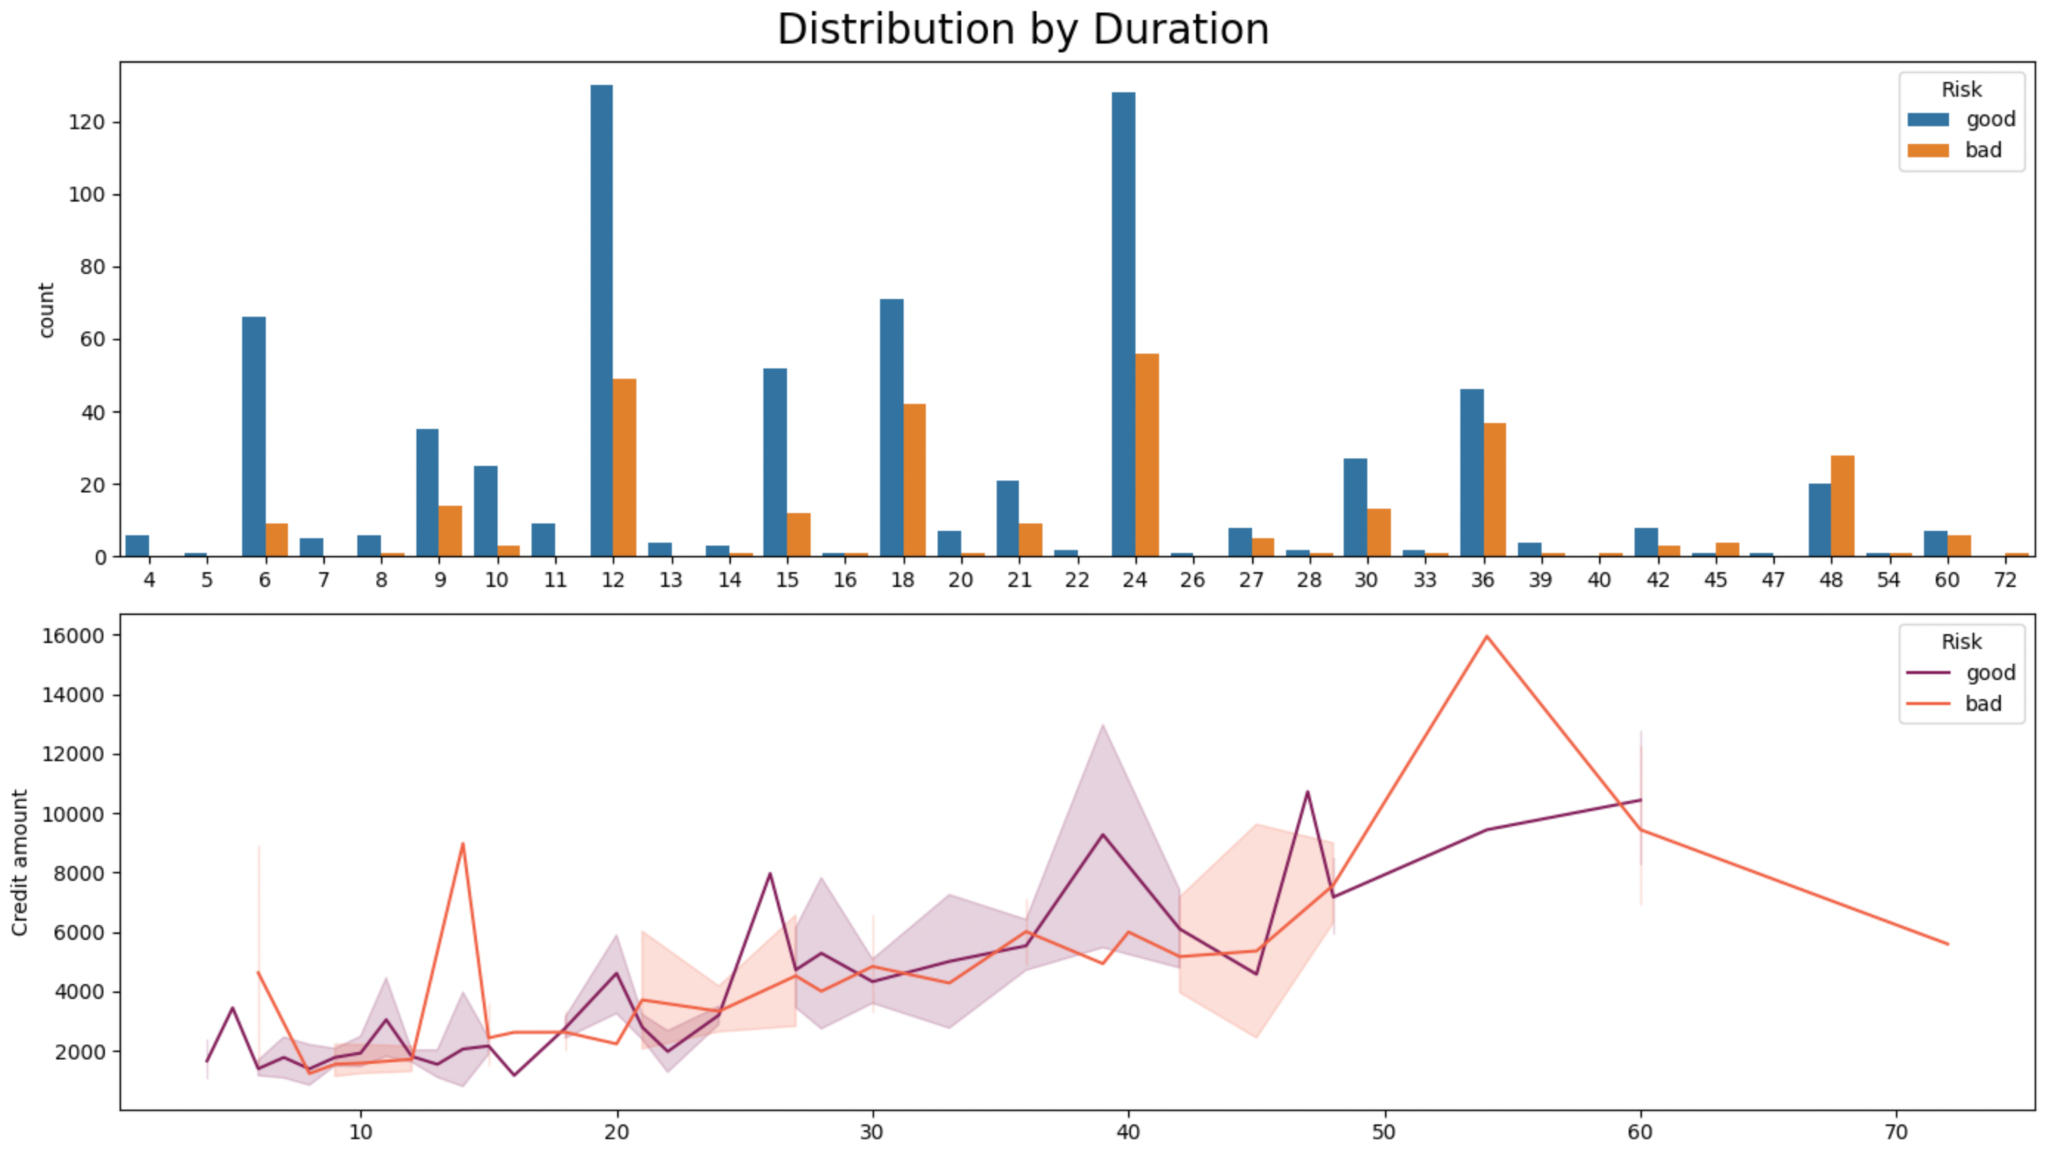 Distribution by Duration
Risk
good
bad
count
120
100
80
60
40
20
0
4 5 6 7 8 9 10 11 12 13 14 15 16 18 20 21 22 24 26 27 28 30 33 36 39 40 42 45 47 48 54 60 72
Risk
good
bad
Credit amount
16000
14000
12000
10000
8000
6000
4000
2000
10 20 30 40 50 60 70